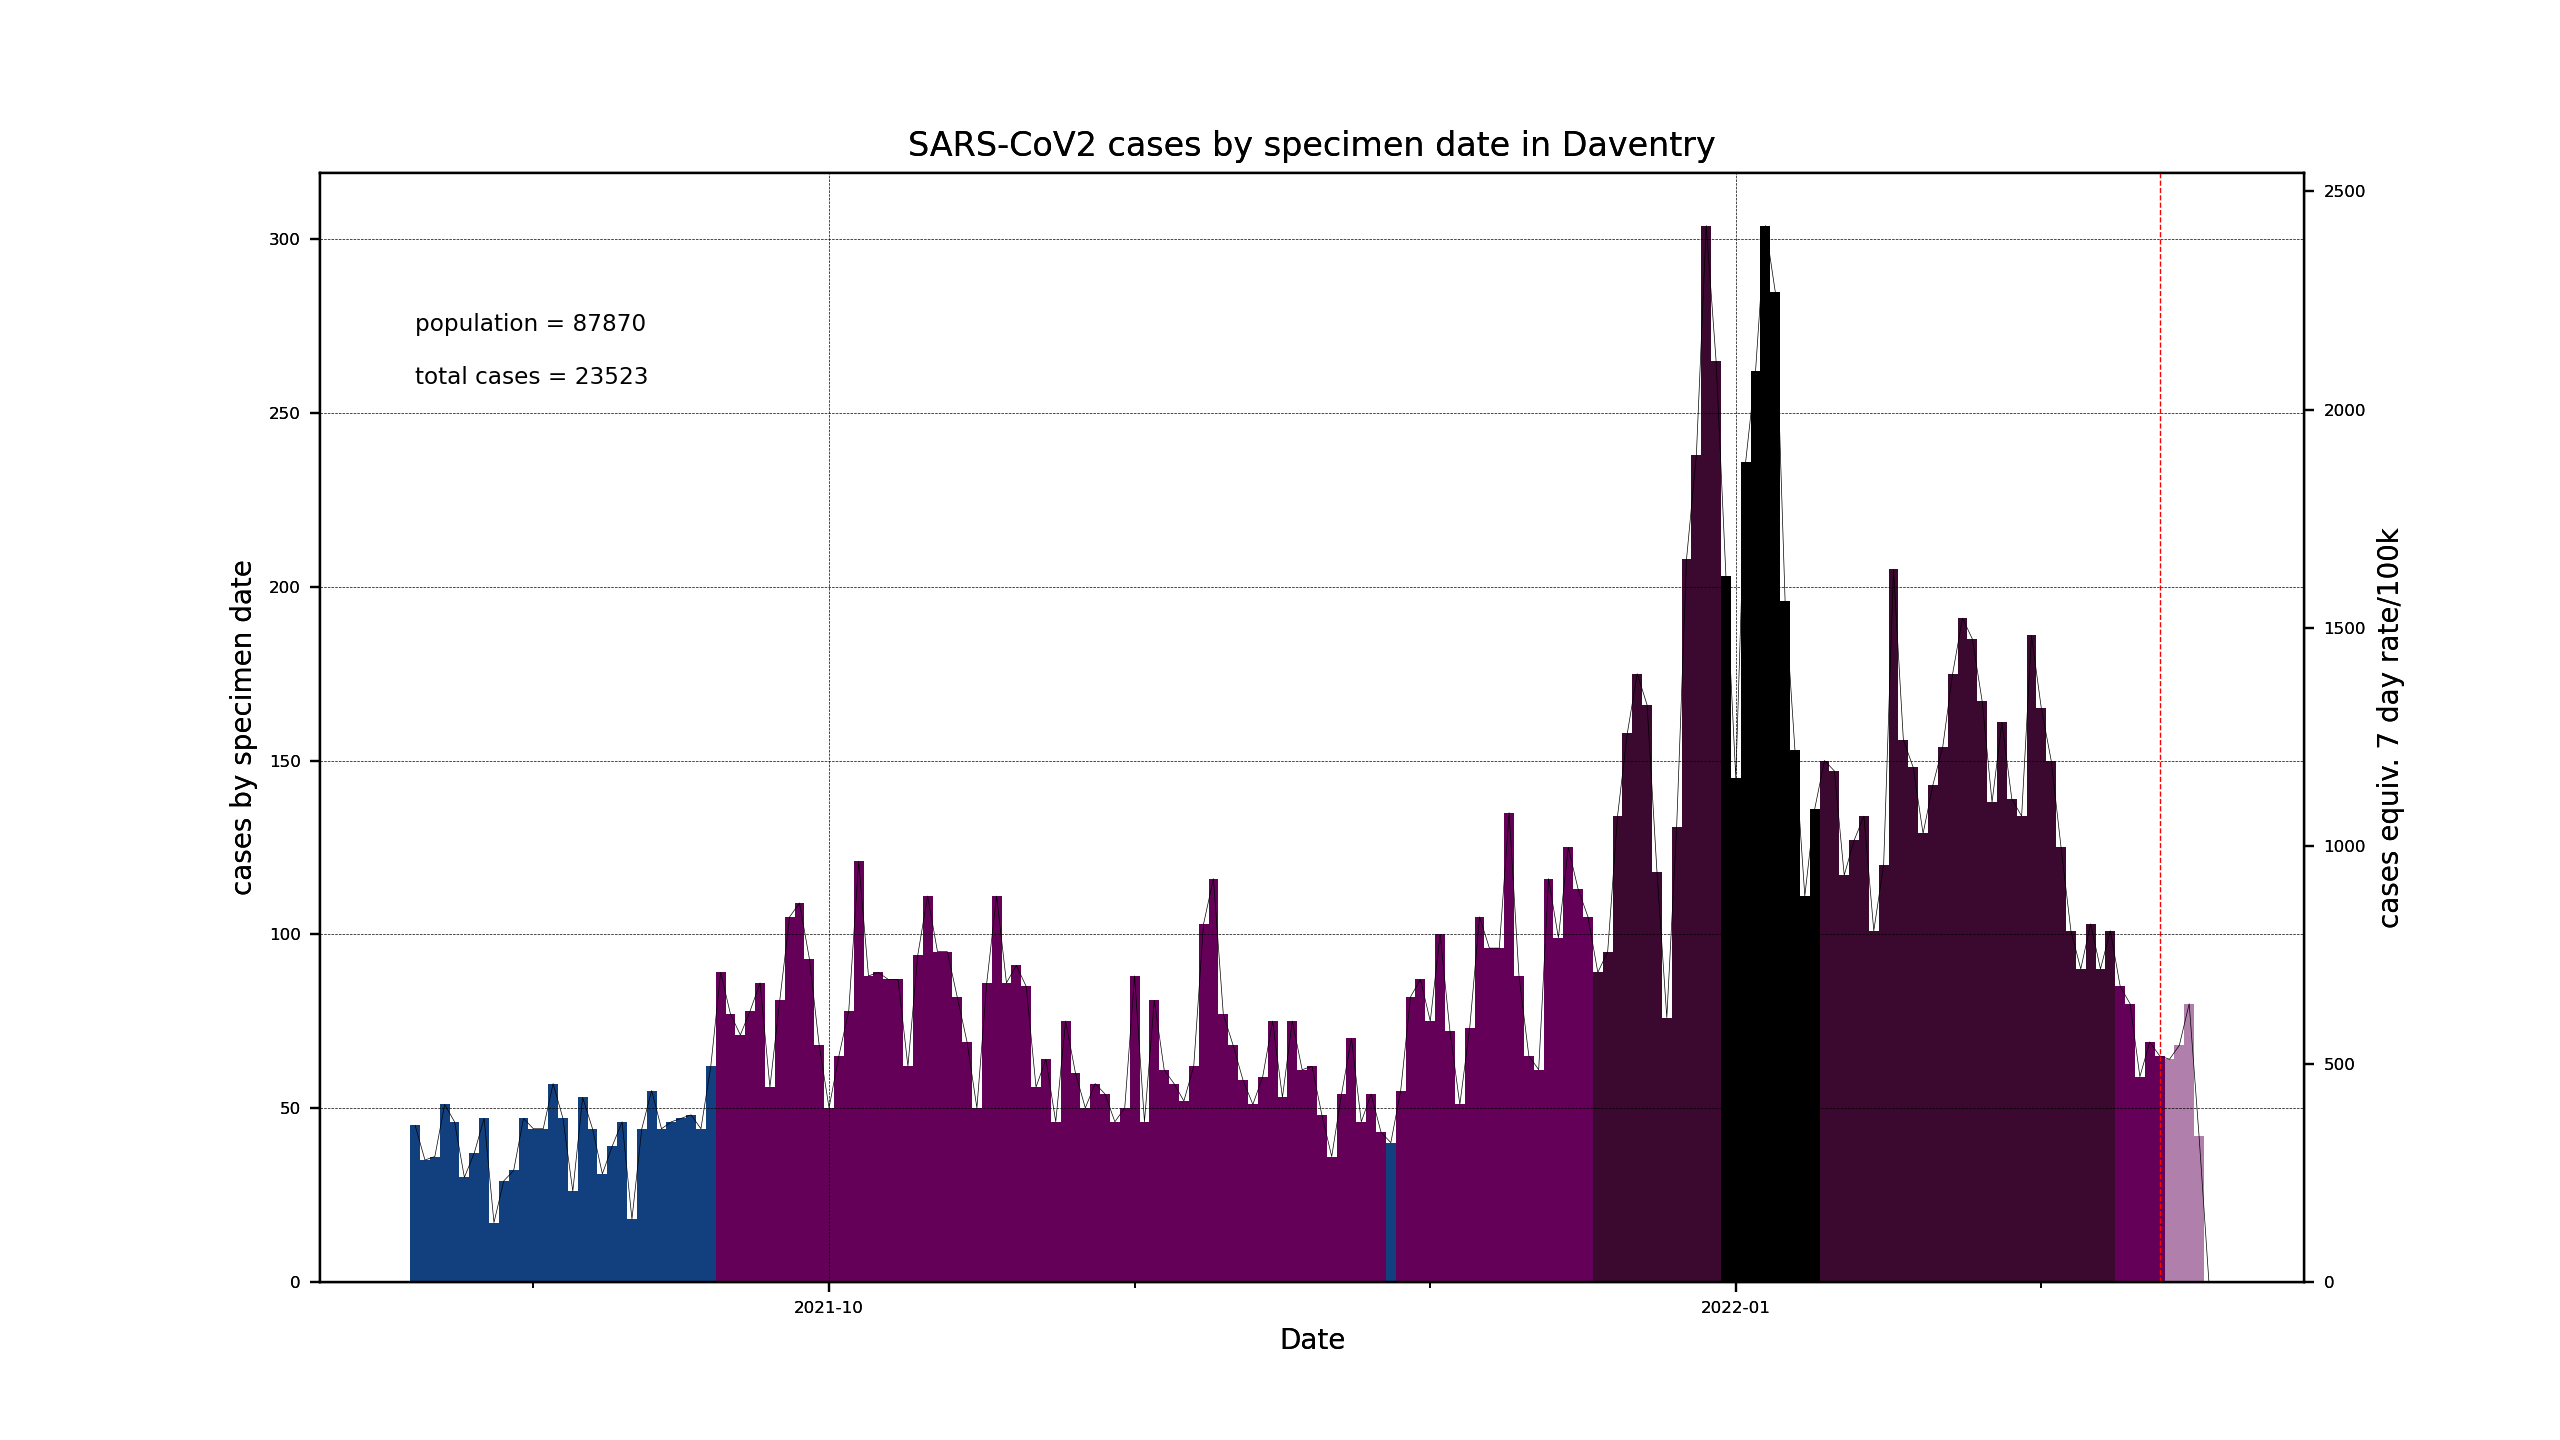 SARS-CoV2 cases by specimen date in Daventry
population = 87870
total cases = 23523
cases by specimen date
300
250
200
150
100
50
0
2500
2000
1500
1000
500
0
cases equiv. 7 day rate/100k
2021-10
2022-01
Date